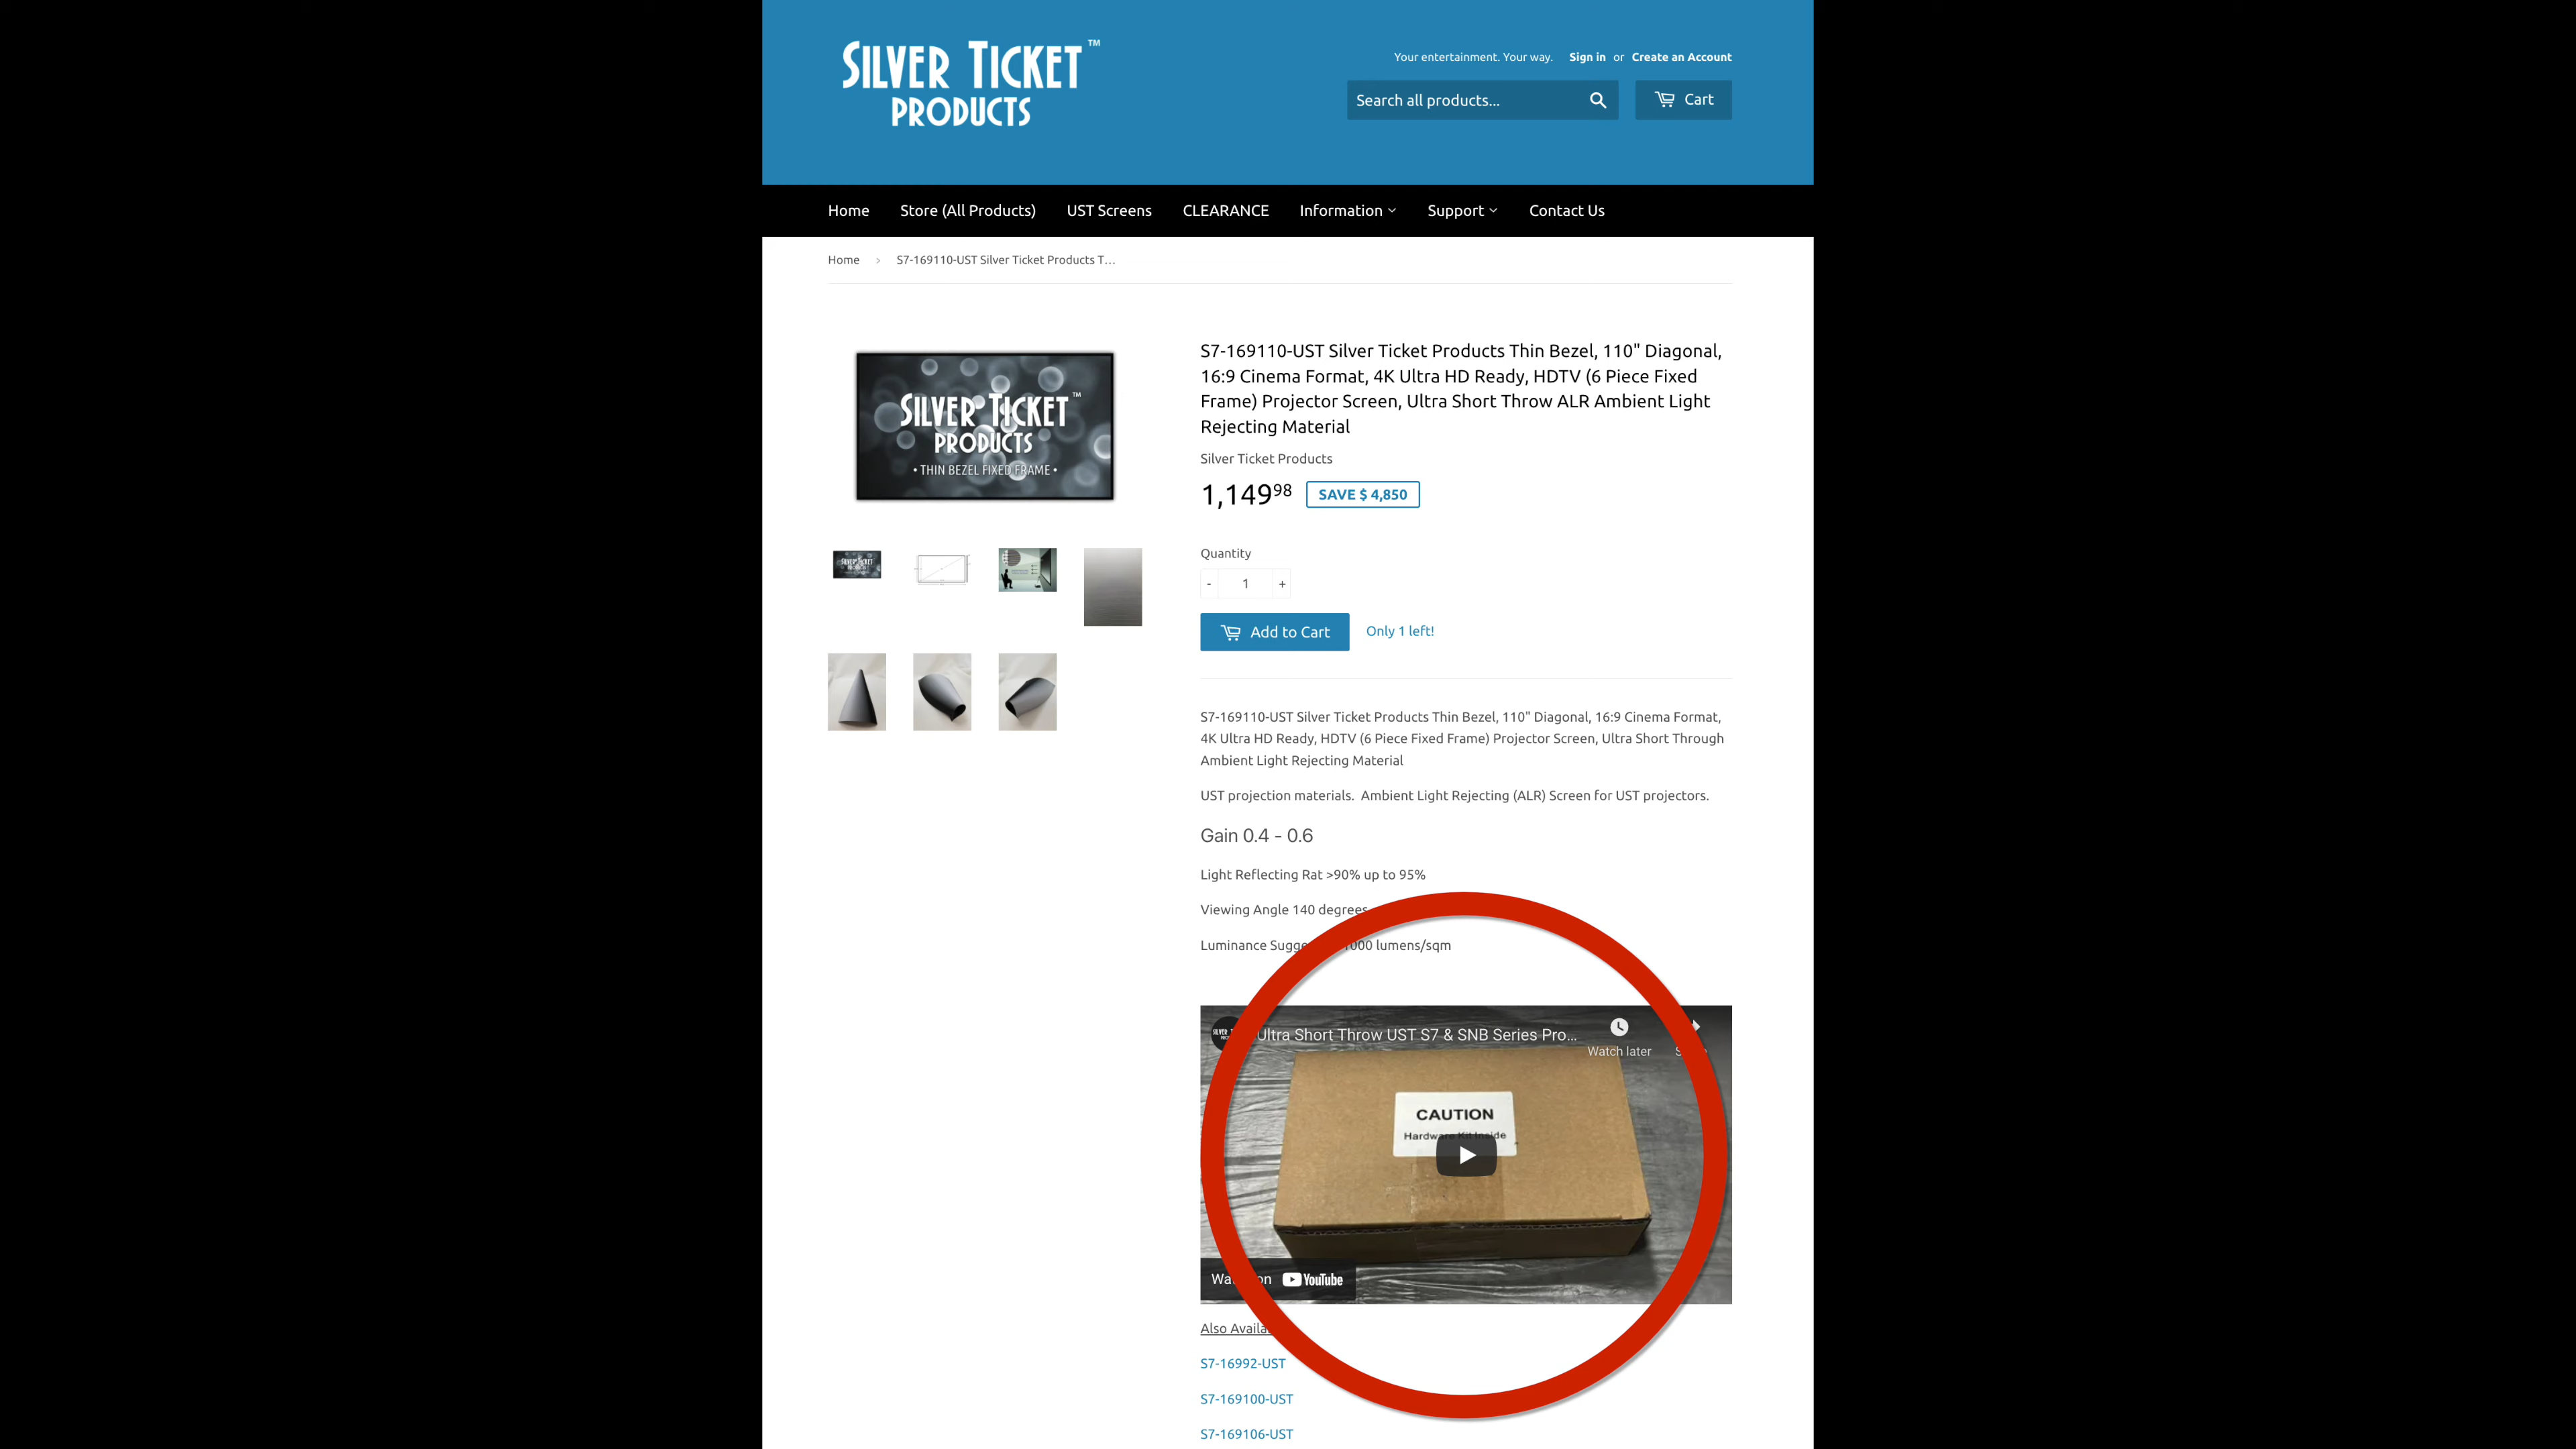 SILVER TICKET™
PRODUCTS
Your entertainment. Your way. Sign in or Create an Account
Search all products...
Cart
Home Store (All Products) UST Screens CLEARANCE Information Support Contact Us
Home › S7-169110-UST Silver Ticket Products T…
SILVER TICKET™
PRODUCTS
• THIN BEZEL FIXED FRAME •
S7-169110-UST Silver Ticket Products Thin Bezel, 110" Diagonal,
16:9 Cinema Format, 4K Ultra HD Ready, HDTV (6 Piece Fixed
Frame) Projector Screen, Ultra Short Throw ALR Ambient Light
Rejecting Material
Silver Ticket Products
1,149 98 SAVE $ 4,850
Quantity
- 1 +
Add to Cart Only 1 left!
S7-169110-UST Silver Ticket Products Thin Bezel, 110" Diagonal, 16:9 Cinema Format,
4K Ultra HD Ready, HDTV (6 Piece Fixed Frame) Projector Screen, Ultra Short Through
Ambient Light Rejecting Material
UST projection materials. Ambient Light Rejecting (ALR) Screen for UST projectors.
Gain 0.4 - 0.6
Light Reflecting Rat >90% up to 95%
Viewing Angle 140 degrees
Luminance 000 lumens/sqm
Ultra Short Throw UST S7 & SNB Series Pro...
Watch later
CAUTION
Hardware Kit Inside
on YouTube
Also
S7-16992-UST
S7-169100-UST
S7-169106-UST